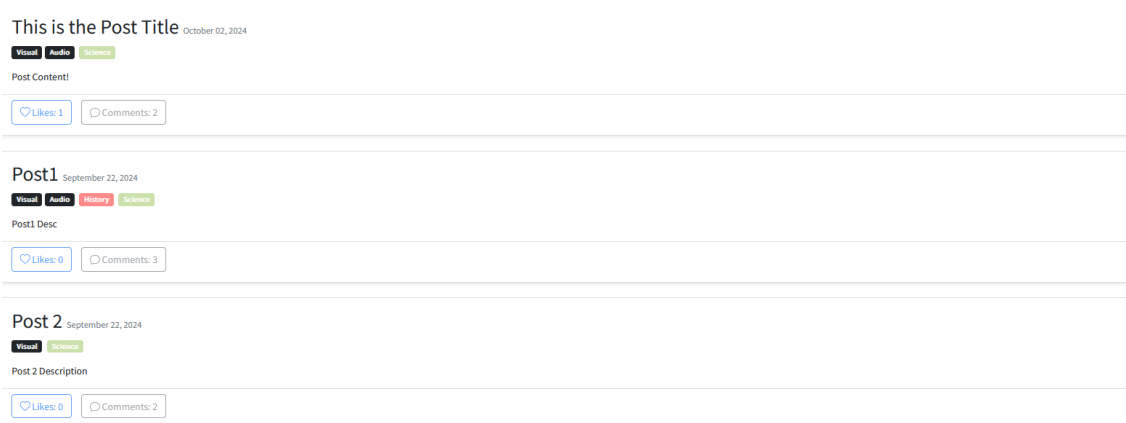 This is the Post Title October 02, 2024
Visual Audio Science
Post Content!
Likes: 1 Comments: 2
Post1 September 22, 2024
Visual Audio History Science
Post1 Desc
Likes: 0 Comments: 3
Post 2 September 22, 2024
Visual Science
Post 2 Description
Likes: 0 Comments: 2